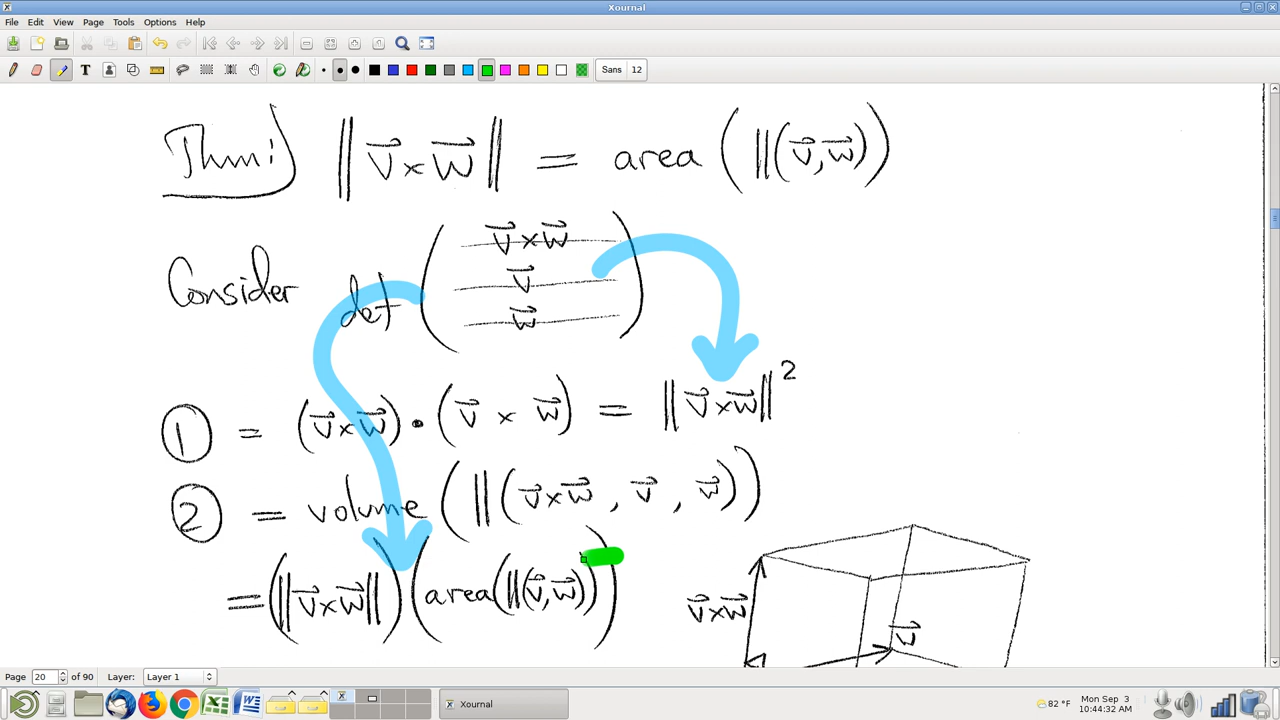 Xournal
File Edit View Page Tools Options Help
Sans 12
Thm: ‖v⃗×w⃗‖ = area (∥(v⃗,w⃗))
Consider det ( v⃗×w⃗
v⃗
w⃗ )
① = (v⃗×w⃗)•(v⃗ × w⃗) = ‖v⃗×w⃗‖²
② = volume (∥(v⃗×w⃗, v⃗, w⃗))
= (‖v⃗×w⃗‖)(area(∥(v⃗,w⃗)))
v⃗×w⃗
w⃗
Page 20 of 90 Layer: Layer 1
Xournal
82 °F
Mon Sep 3
10:44:32 AM